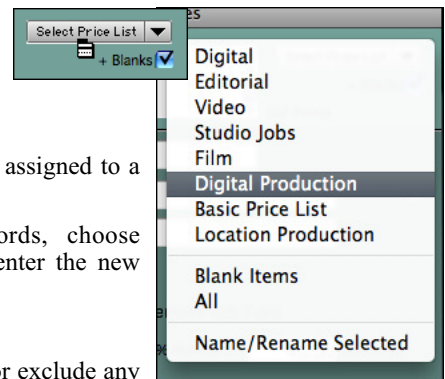 es
Select Price List
+ Blanks
Digital
Editorial
Video
Studio Jobs
Film
Digital Production
Basic Price List
Location Production
Blank Items
All
Name/Rename Selected
assigned to a
ords, choose
enter the new
or exclude any